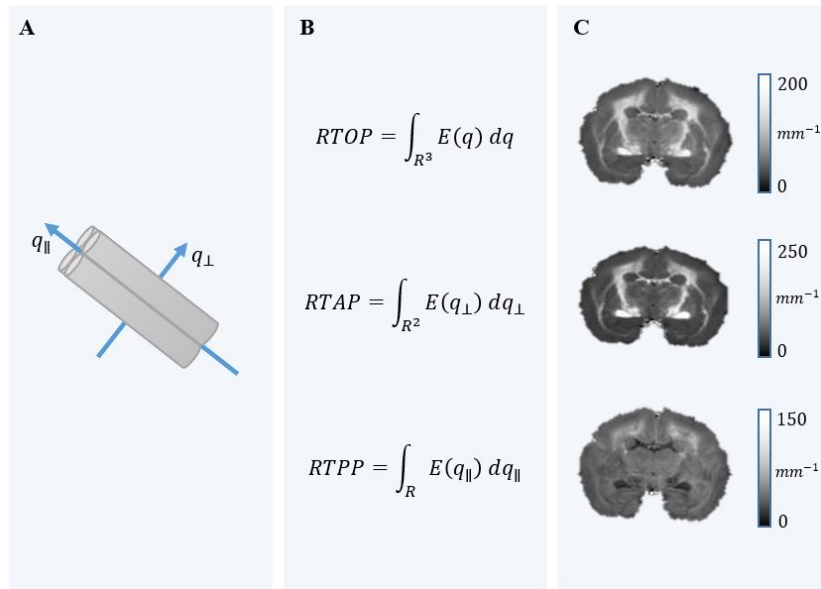 A
B
C
q∥
q⊥
RTOP = ∫_{R³} E(q) dq
RTAP = ∫_{R²} E(q⊥) dq⊥
RTPP = ∫_R E(q∥) dq∥
200
mm⁻¹
0
250
mm⁻¹
0
150
mm⁻¹
0